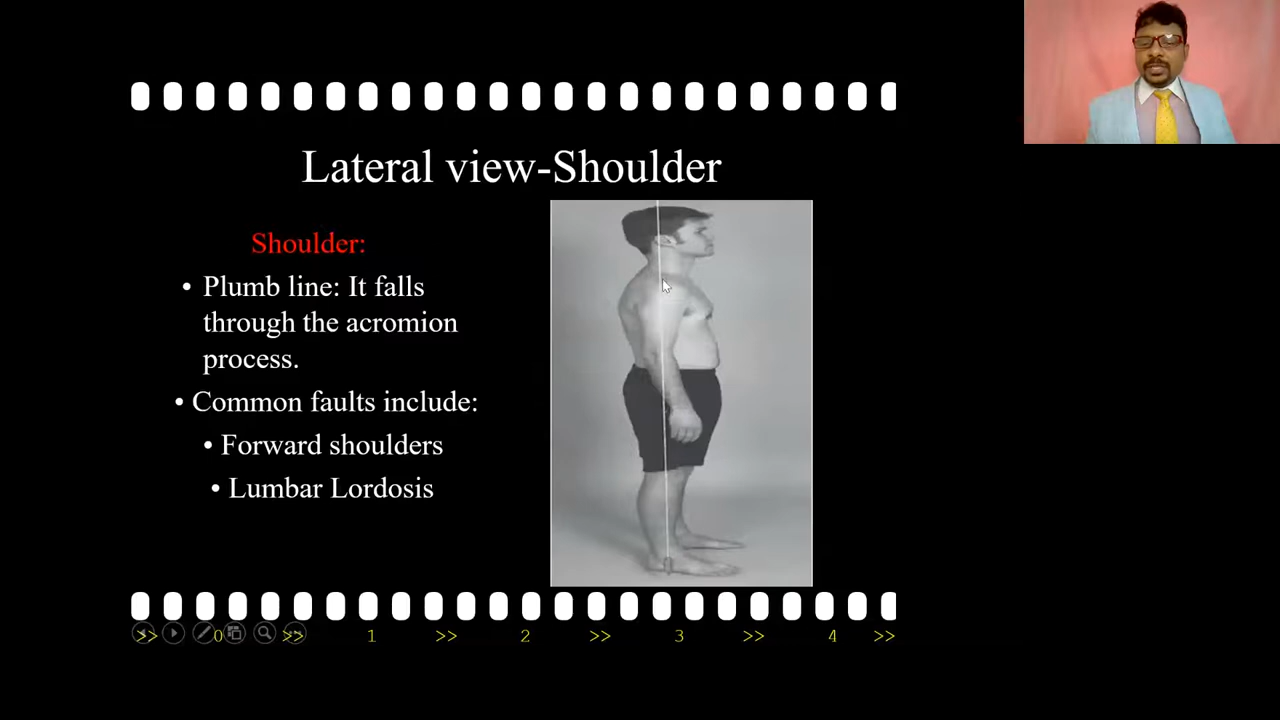 Lateral view-Shoulder
Shoulder:
• Plumb line: It falls
through the acromion
process.
• Common faults include:
• Forward shoulders
• Lumbar Lordosis
>> 0 >> 1 >> 2 >> 3 >> 4 >>